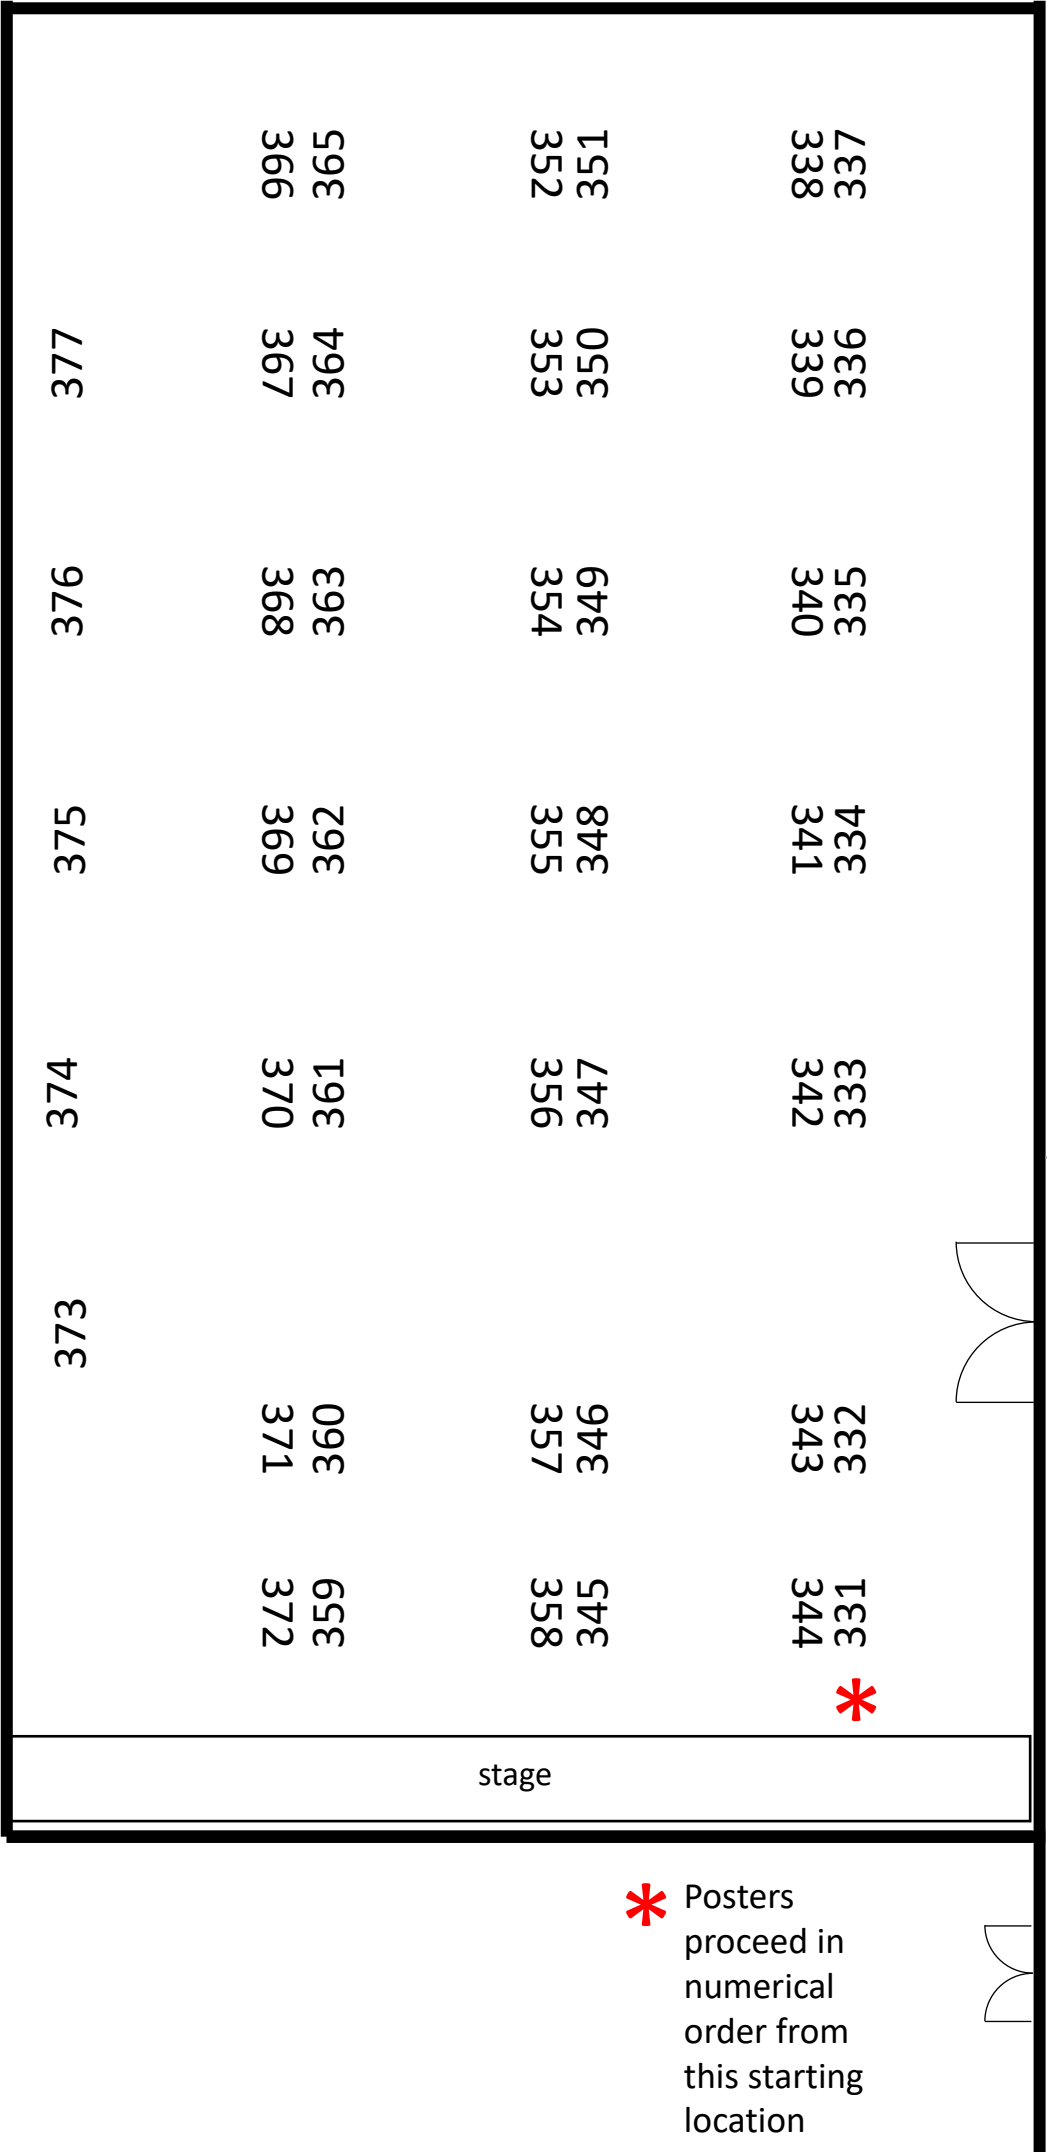 366 365 352 351 338 337
377 367 364 353 350 339 336
376 368 363 354 349 340 335
375 369 362 355 348 341 334
374 370 361 356 347 342 333
373
371 360 357 346 343 332
372 359 358 345 344 331
*
stage
* Posters
proceed in
numerical
order from
this starting
location